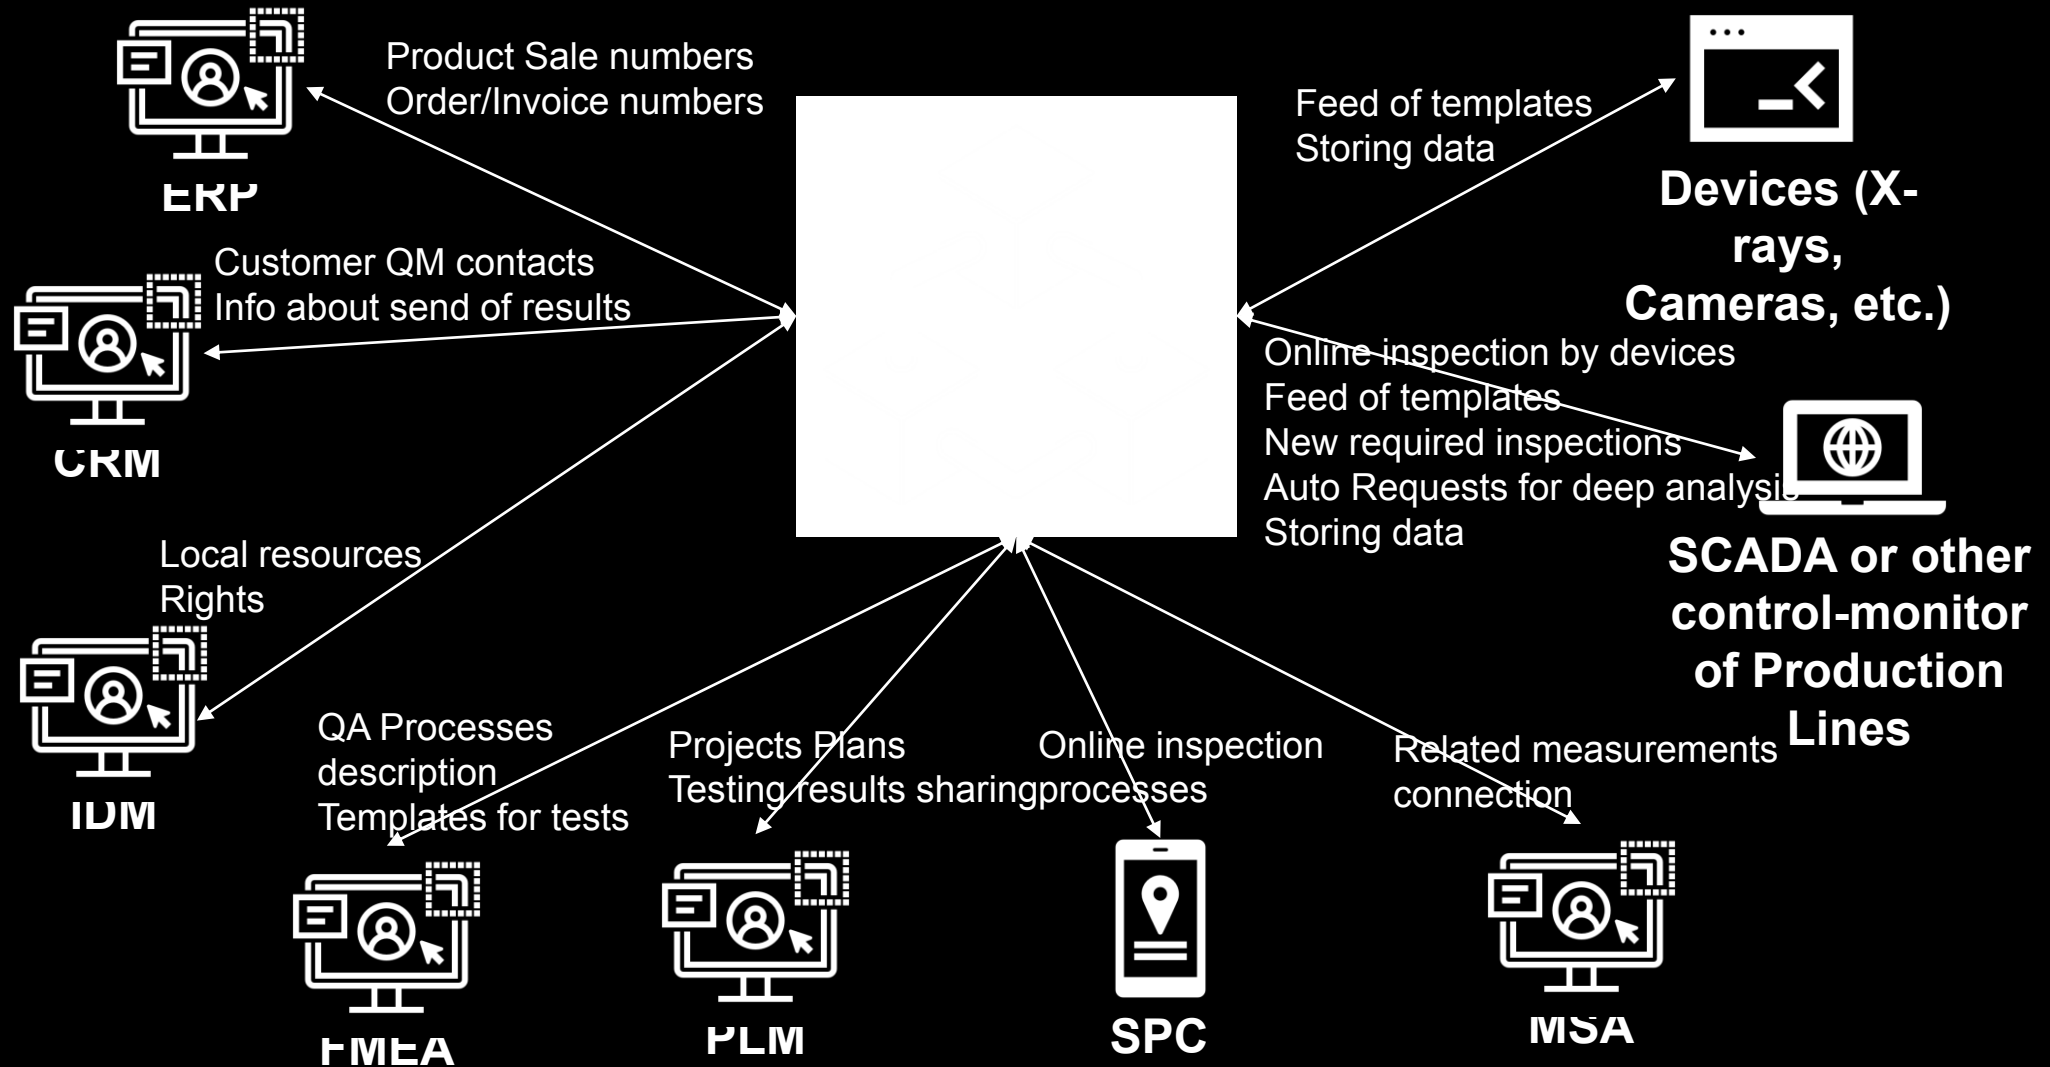 Product Sale numbers
Order/Invoice numbers
ERP
Feed of templates
Storing data
Devices (X-
rays,
Cameras, etc.)
Customer QM contacts
Info about send of results
CRM
Online inspection by devices
Feed of templates
New required inspections
Auto Requests for deep analysis
Storing data
SCADA or other
control-monitor
of Production
Lines
Local resources
Rights
IDM
QA Processes
description
Templates for tests
FMEA
Projects Plans
Testing results sharing
PLM
Online inspection
processes
SPC
Related measurements
connection
MSA